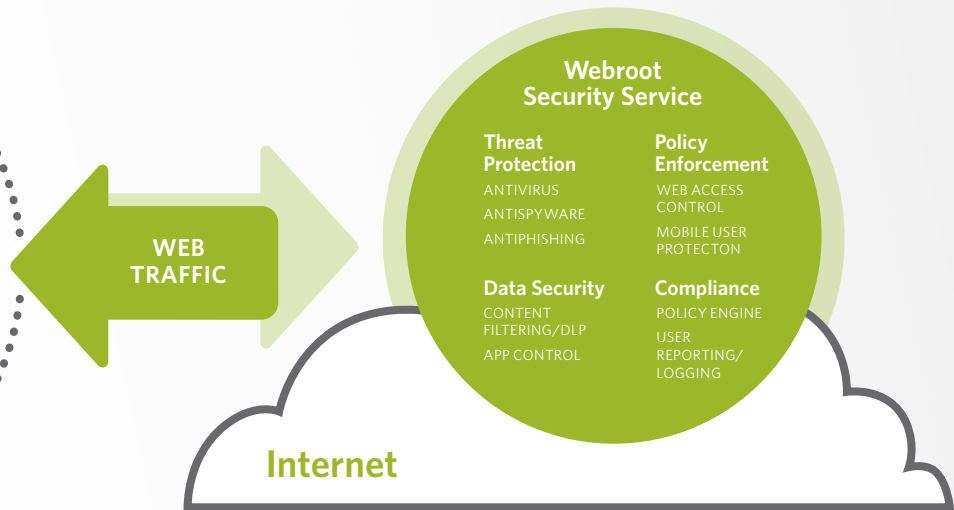 Webroot
Security Service
Threat
Protection
ANTIVIRUS
ANTISPYWARE
ANTIPHISHING
Policy
Enforcement
WEB ACCESS
CONTROL
MOBILE USER
PROTECTON
Data Security
CONTENT
FILTERING/DLP
APP CONTROL
Compliance
POLICY ENGINE
USER
REPORTING/
LOGGING
WEB
TRAFFIC
Internet